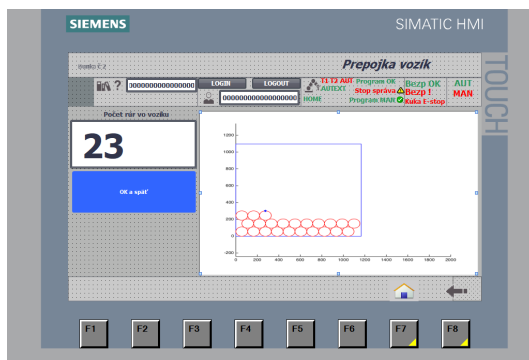 SIEMENS
SIMATIC HMI
TOUCH
Prepojka vozík
? 000000000000000 LOGIN LOGOUT
000000000000000
T1 T2 AUT Program OK Bezp OK AUT
AUTEXT Stop správa Bezp ! MAN
HOME Program MAN Kuka E-stop
Počet rúr vo vozíku
23
OK a späť
1200
1000
800
600
400
200
0
-200
0 200 400 600 800 1000 1200 1400 1600 1800 2000
F1 F2 F3 F4 F5 F6 F7 F8